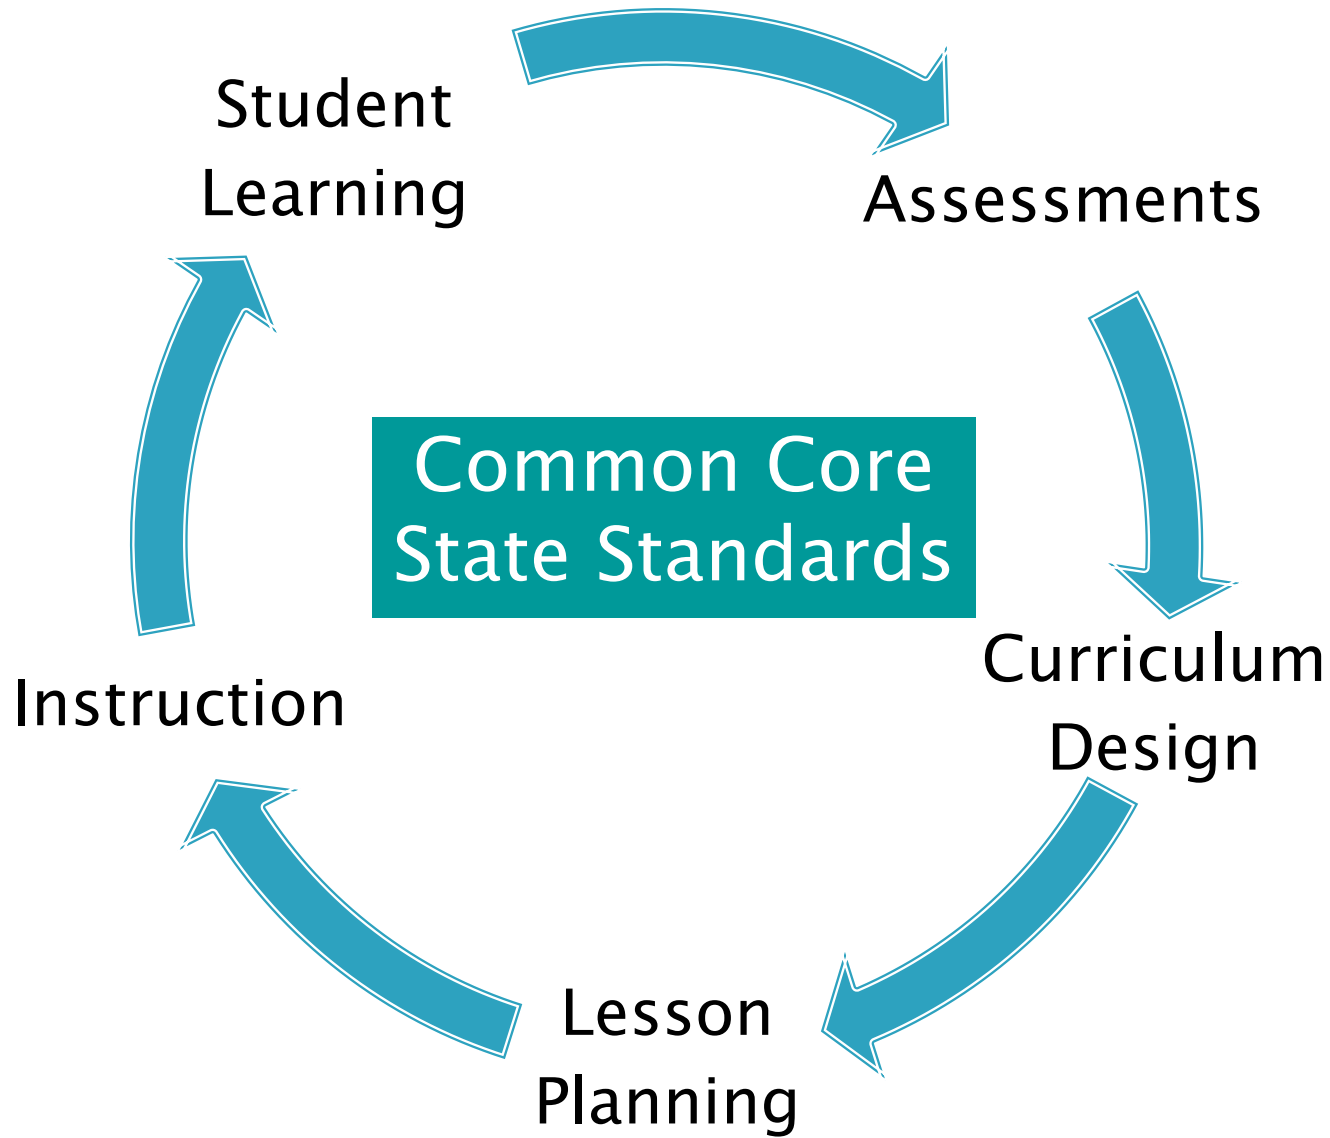 Student
Learning
Assessments
Common Core
State Standards
Curriculum
Design
Instruction
Lesson
Planning